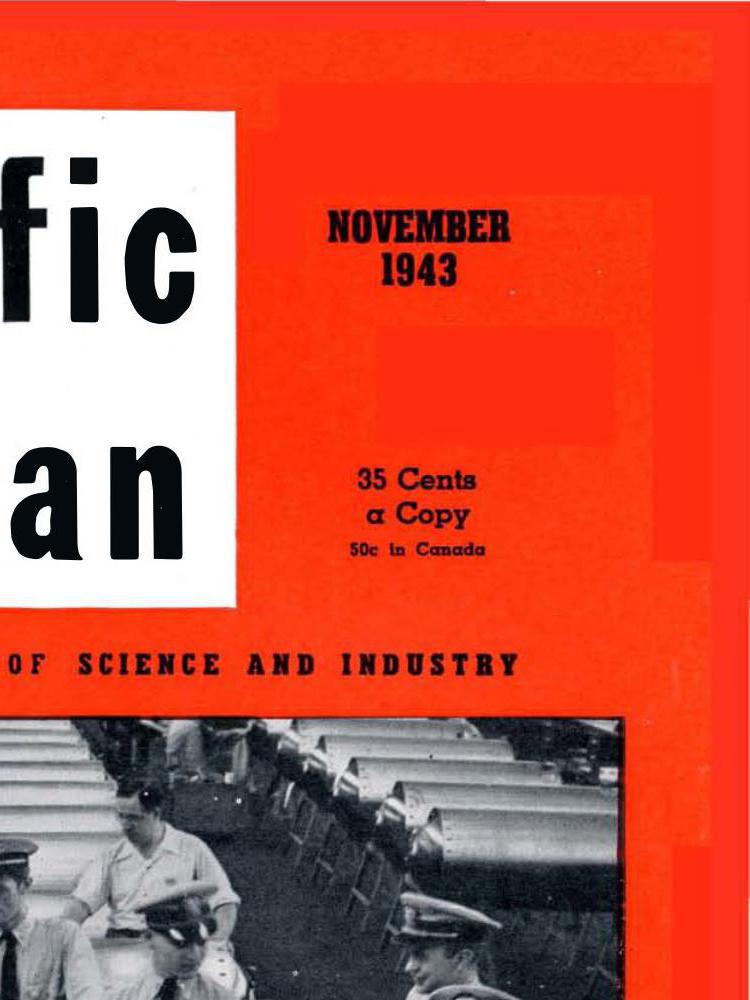 fic
an
NOVEMBER
1943
35 Cents
a Copy
50c in Canada
OF SCIENCE AND INDUSTRY